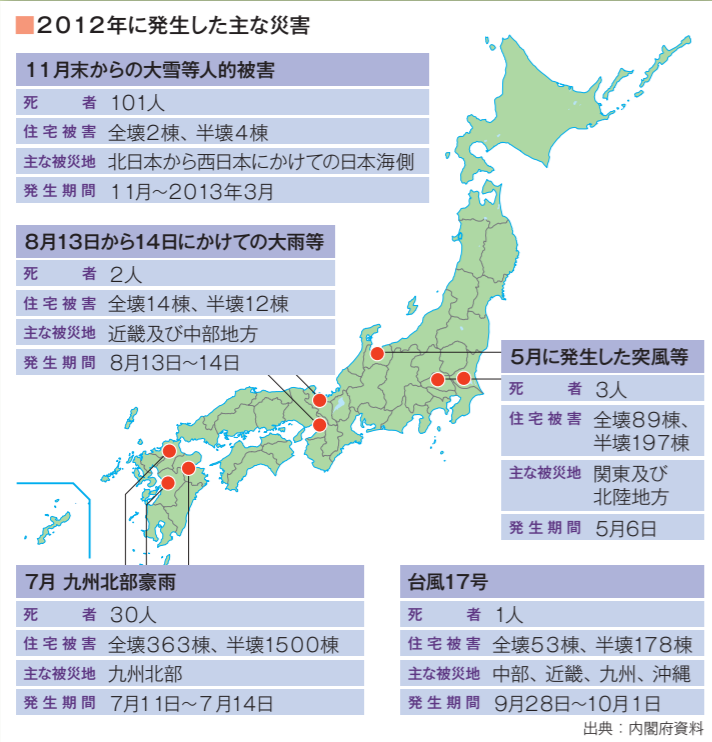 ■2012年に発生した主な災害
11月末からの大雪等人的被害
死者 101人
住宅被害 全壊2棟、半壊4棟
主な被災地 北日本から西日本にかけての日本海側
発生期間 11月〜2013年3月
8月13日から14日にかけての大雨等
死者 2人
住宅被害 全壊14棟、半壊12棟
主な被災地 近畿及び中部地方
発生期間 8月13日〜14日
5月に発生した突風等
死者 3人
住宅被害 全壊89棟、
半壊197棟
主な被災地 関東及び
北陸地方
発生期間 5月6日
7月 九州北部豪雨
死者 30人
住宅被害 全壊363棟、半壊1500棟
主な被災地 九州北部
発生期間 7月11日〜7月14日
台風17号
死者 1人
住宅被害 全壊53棟、半壊178棟
主な被災地 中部、近畿、九州、沖縄
発生期間 9月28日〜10月1日
出典：内閣府資料